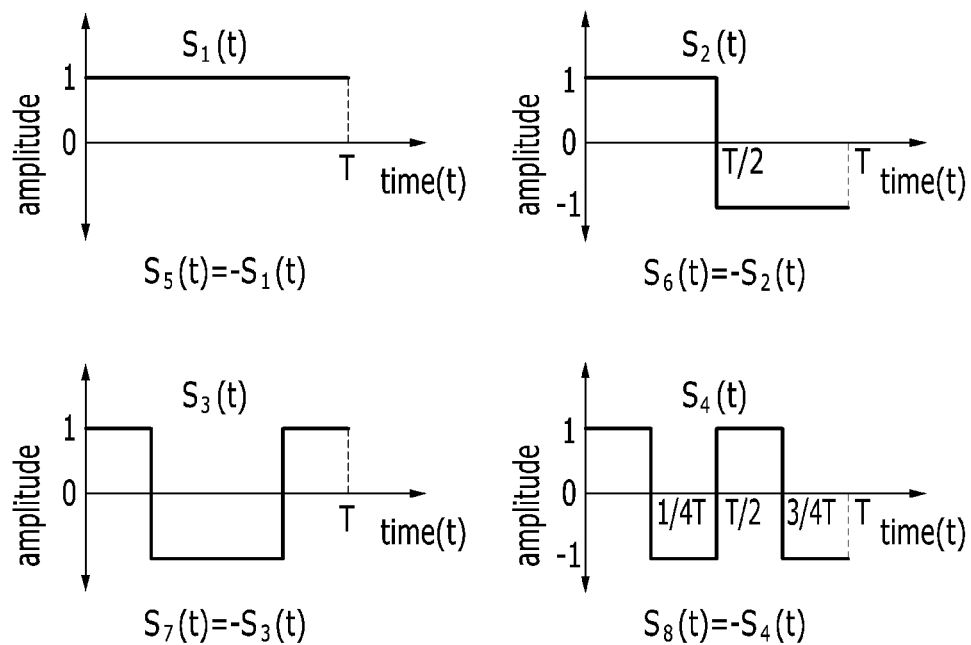 S₁(t)
amplitude
1
0
T
time(t)
S₅(t)=-S₁(t)
S₂(t)
amplitude
1
0
-1
T/2
T
time(t)
S₆(t)=-S₂(t)
S₃(t)
amplitude
1
0
T
time(t)
S₇(t)=-S₃(t)
S₄(t)
amplitude
1
0
-1
1/4T
T/2
3/4T
T
time(t)
S₈(t)=-S₄(t)